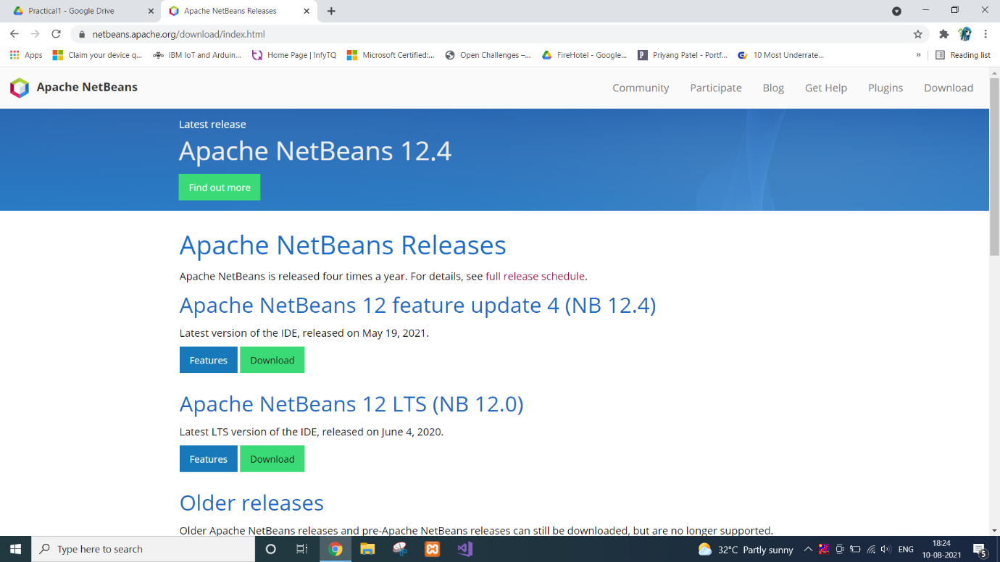 Practical1 - Google Drive
Apache NetBeans Releases
netbeans.apache.org/download/index.html
Apps
Claim your device q...
IBM IoT and Arduin...
Home Page | InfyTQ
Microsoft Certified:...
Open Challenges –...
FireHotel - Google...
Priyang Patel - Portf...
10 Most Underrate...
»
Reading list
Apache NetBeans
Community
Participate
Blog
Get Help
Plugins
Download
Latest release
Apache NetBeans 12.4
Find out more
Apache NetBeans Releases
Apache NetBeans is released four times a year. For details, see full release schedule.
Apache NetBeans 12 feature update 4 (NB 12.4)
Latest version of the IDE, released on May 19, 2021.
Features
Download
Apache NetBeans 12 LTS (NB 12.0)
Latest LTS version of the IDE, released on June 4, 2020.
Features
Download
Older releases
Older Apache NetBeans releases and pre-Apache NetBeans releases can still be downloaded, but are no longer supported.
Type here to search
32°C Partly sunny
ENG
18:24
10-08-2021
5